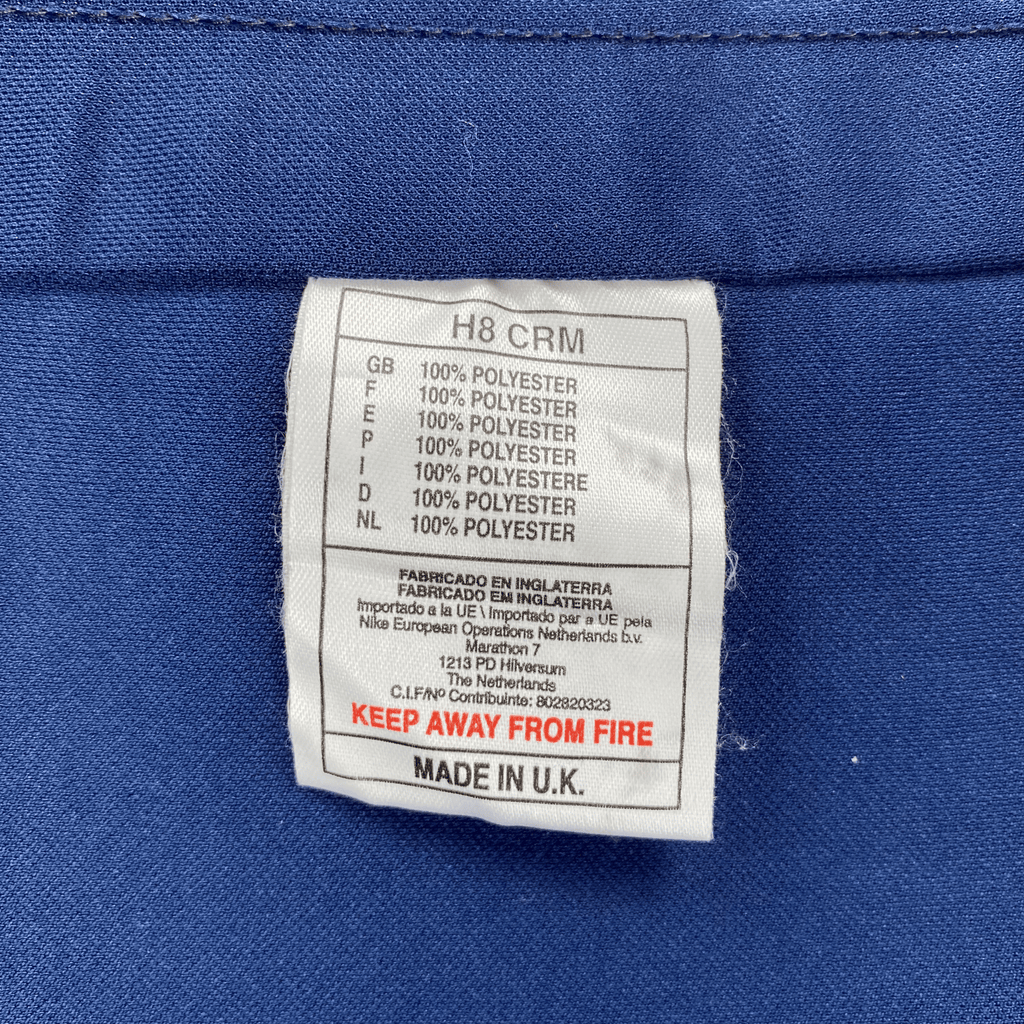 H8 CRM
GB 100% POLYESTER
F 100% POLYESTER
E 100% POLYESTER
P 100% POLYESTER
I 100% POLYESTERE
D 100% POLYESTER
NL 100% POLYESTER
FABRICADO EN INGLATERRA
FABRICADO EM INGLATERRA
Importado a la UE \ Importado par a UE pela
Nike European Operations Netherlands b.v.
Marathon 7
1213 PD Hilversum
The Netherlands
C.I.F/Nº Contribuinte: 802820323
KEEP AWAY FROM FIRE
MADE IN U.K.